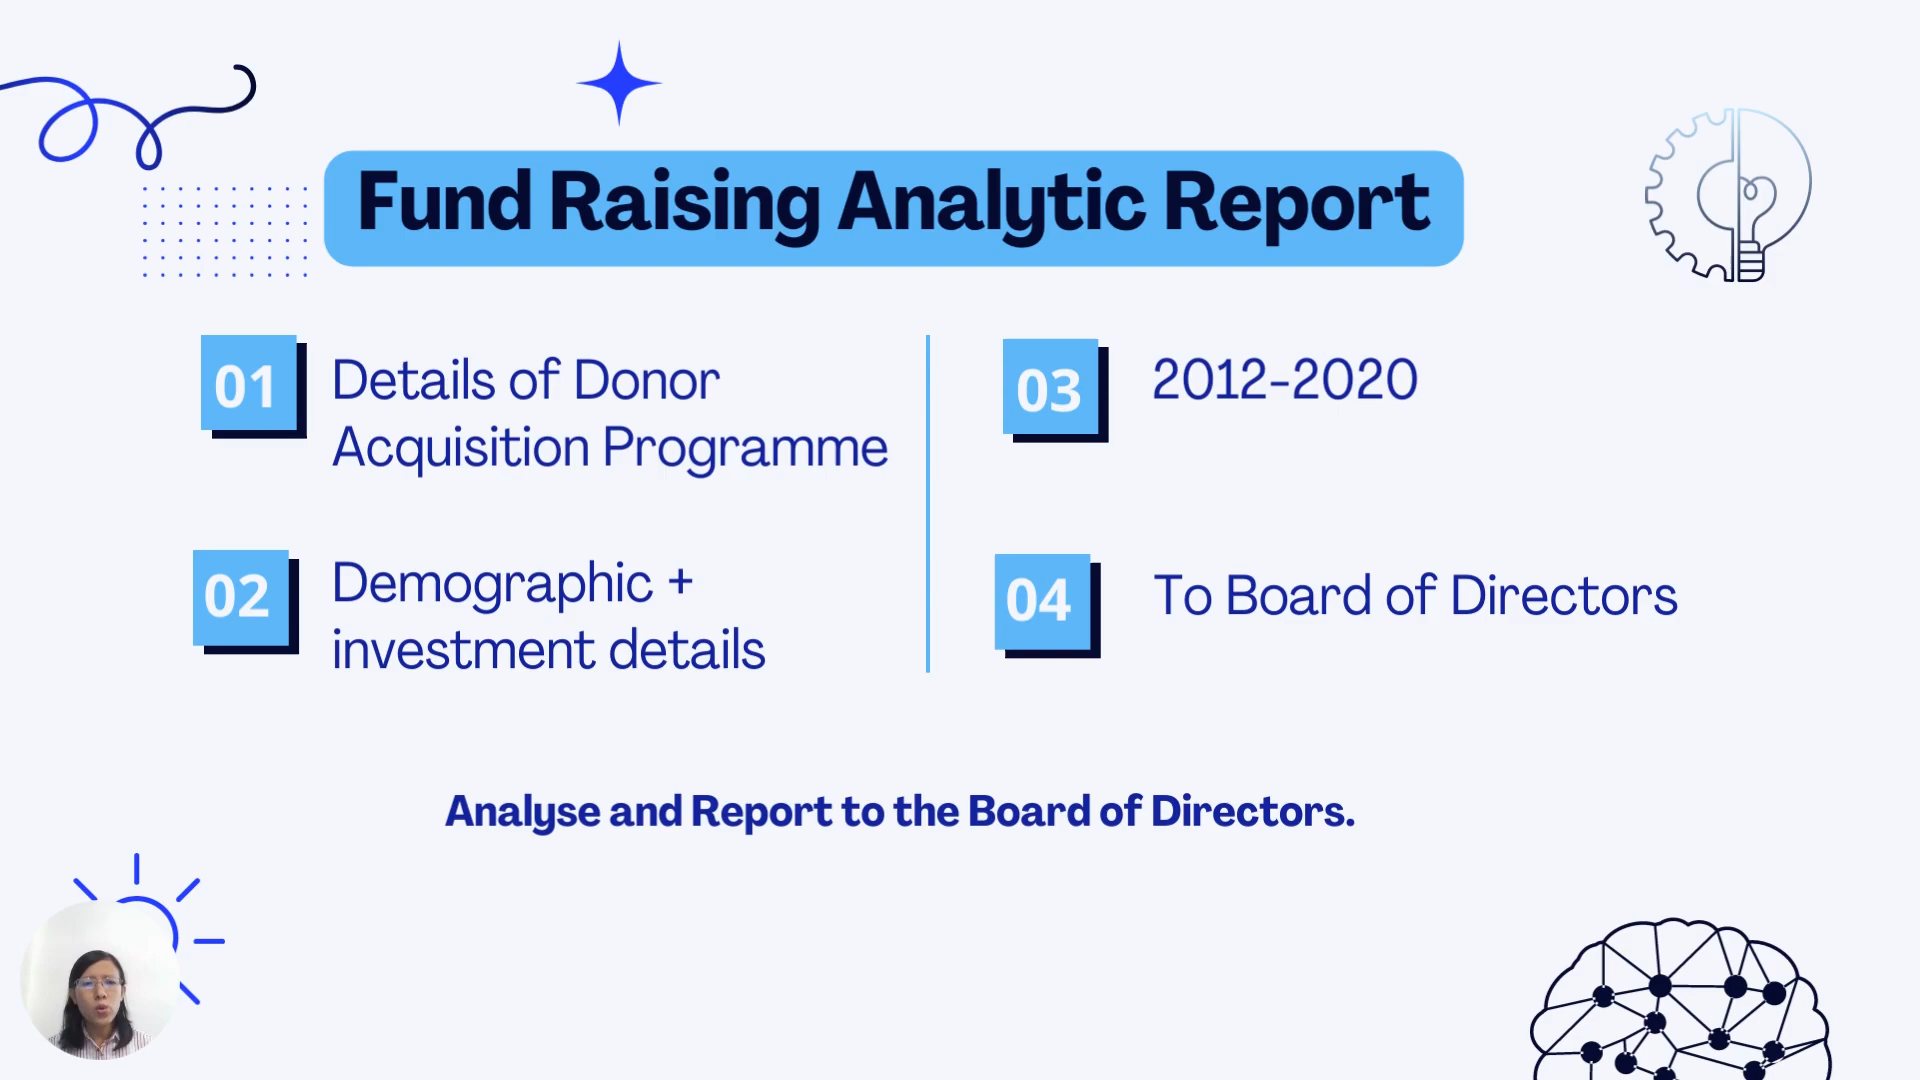 Fund Raising Analytic Report
01
Details of Donor
Acquisition Programme
02
Demographic +
investment details
03
2012-2020
04
To Board of Directors
Analyse and Report to the Board of Directors.